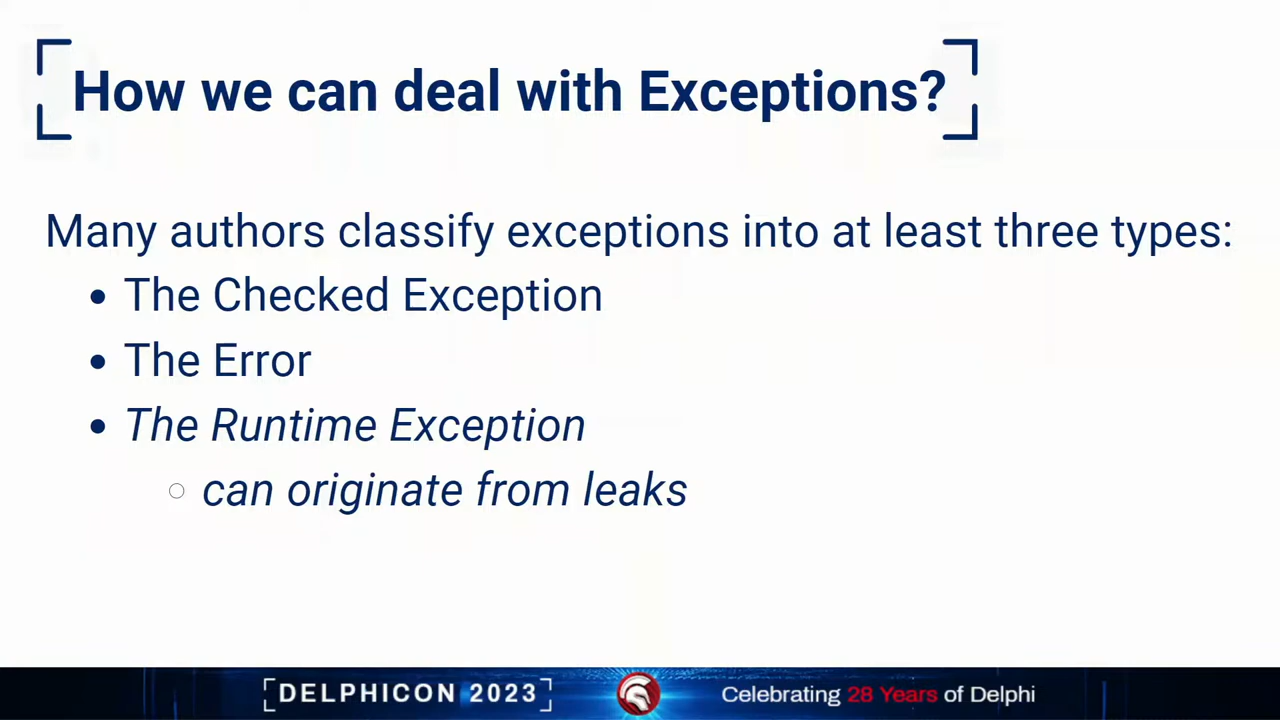 How we can deal with Exceptions?
Many authors classify exceptions into at least three types:
• The Checked Exception
• The Error
• The Runtime Exception
○ can originate from leaks
[DELPHICON 2023]
Celebrating 28 Years of Delphi